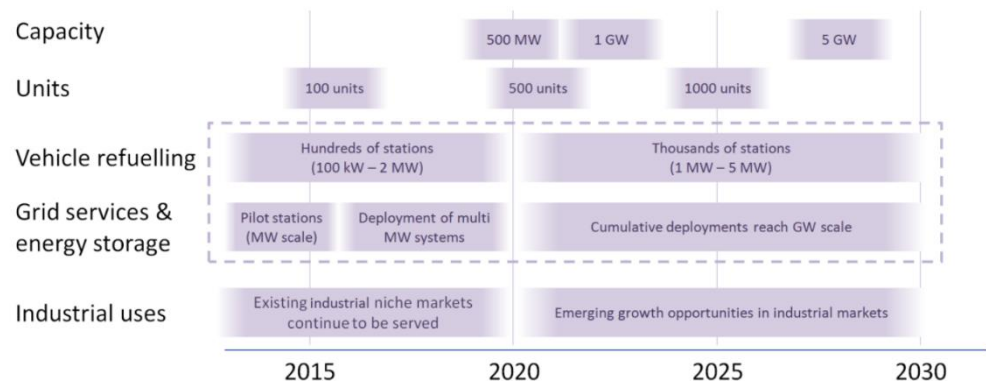 Capacity
500 MW
1 GW
5 GW
Units
100 units
500 units
1000 units
Vehicle refuelling
Hundreds of stations
(100 kW – 2 MW)
Thousands of stations
(1 MW – 5 MW)
Grid services &
energy storage
Pilot stations
(MW scale)
Deployment of multi
MW systems
Cumulative deployments reach GW scale
Industrial uses
Existing industrial niche markets
continue to be served
Emerging growth opportunities in industrial markets
2015
2020
2025
2030